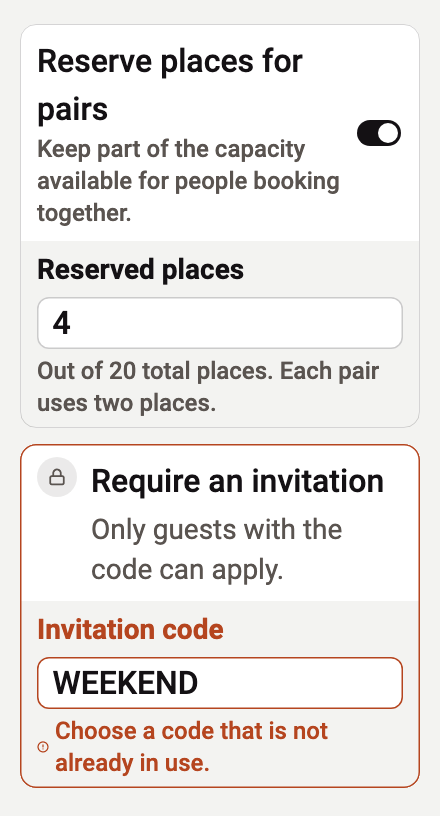 Reserve places for
pairs
Keep part of the capacity
available for people booking
together.
Reserved places
4
Out of 20 total places. Each pair
uses two places.
Require an invitation
Only guests with the
code can apply.
Invitation code
WEEKEND
Choose a code that is not
already in use.